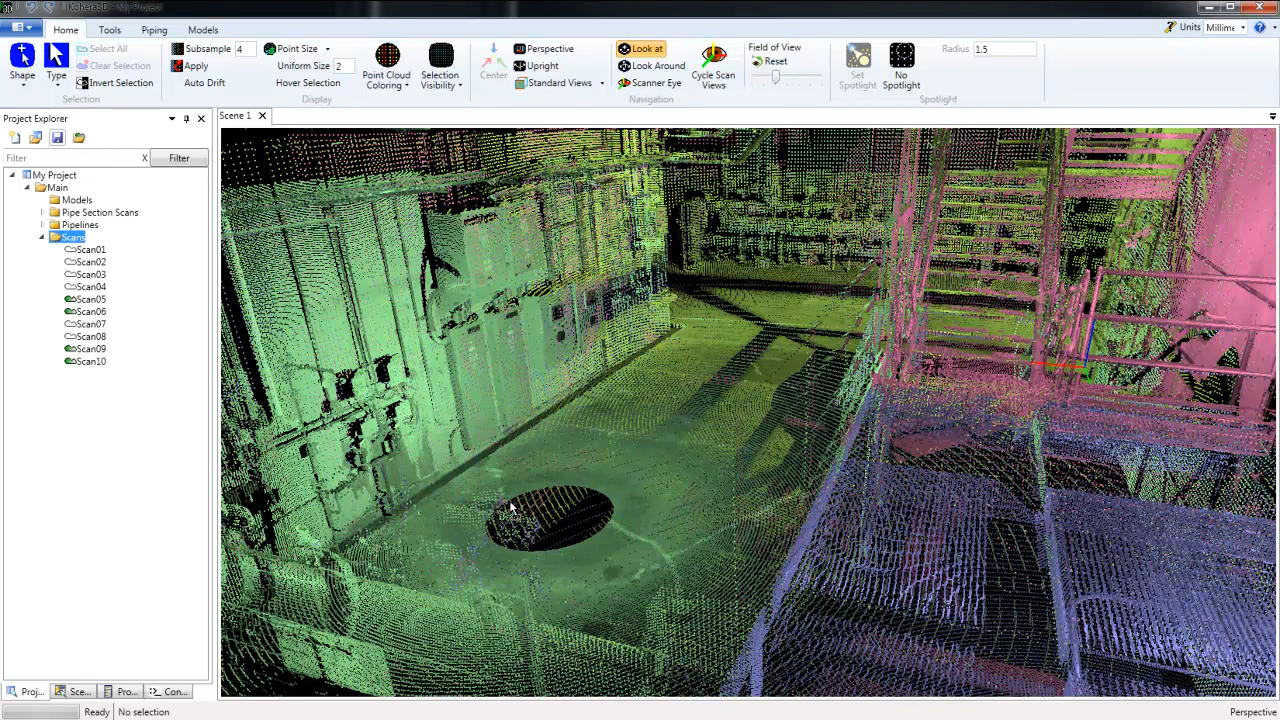 Kohera3D - My Project
Home Tools Piping Models
Units Millime
Shape
Type
Select All
Clear Selection
Invert Selection
Selection
Subsample 4
Apply
Auto Drift
Point Size
Uniform Size 2
Hover Selection
Point Cloud
Coloring
Selection
Visibility
Display
Center
Perspective
Upright
Standard Views
Look at
Look Around
Scanner Eye
Navigation
Cycle Scan
Views
Field of View
Reset
Set
Spotlight
No
Spotlight
Radius 1.5
Spotlight
Project Explorer
Filter X Filter
My Project
Main
Models
Pipe Section Scans
Pipelines
Scans
Scan01
Scan02
Scan03
Scan04
Scan05
Scan06
Scan07
Scan08
Scan09
Scan10
Scene 1
Proj... Sce... Pro... Con...
Ready No selection
Perspective